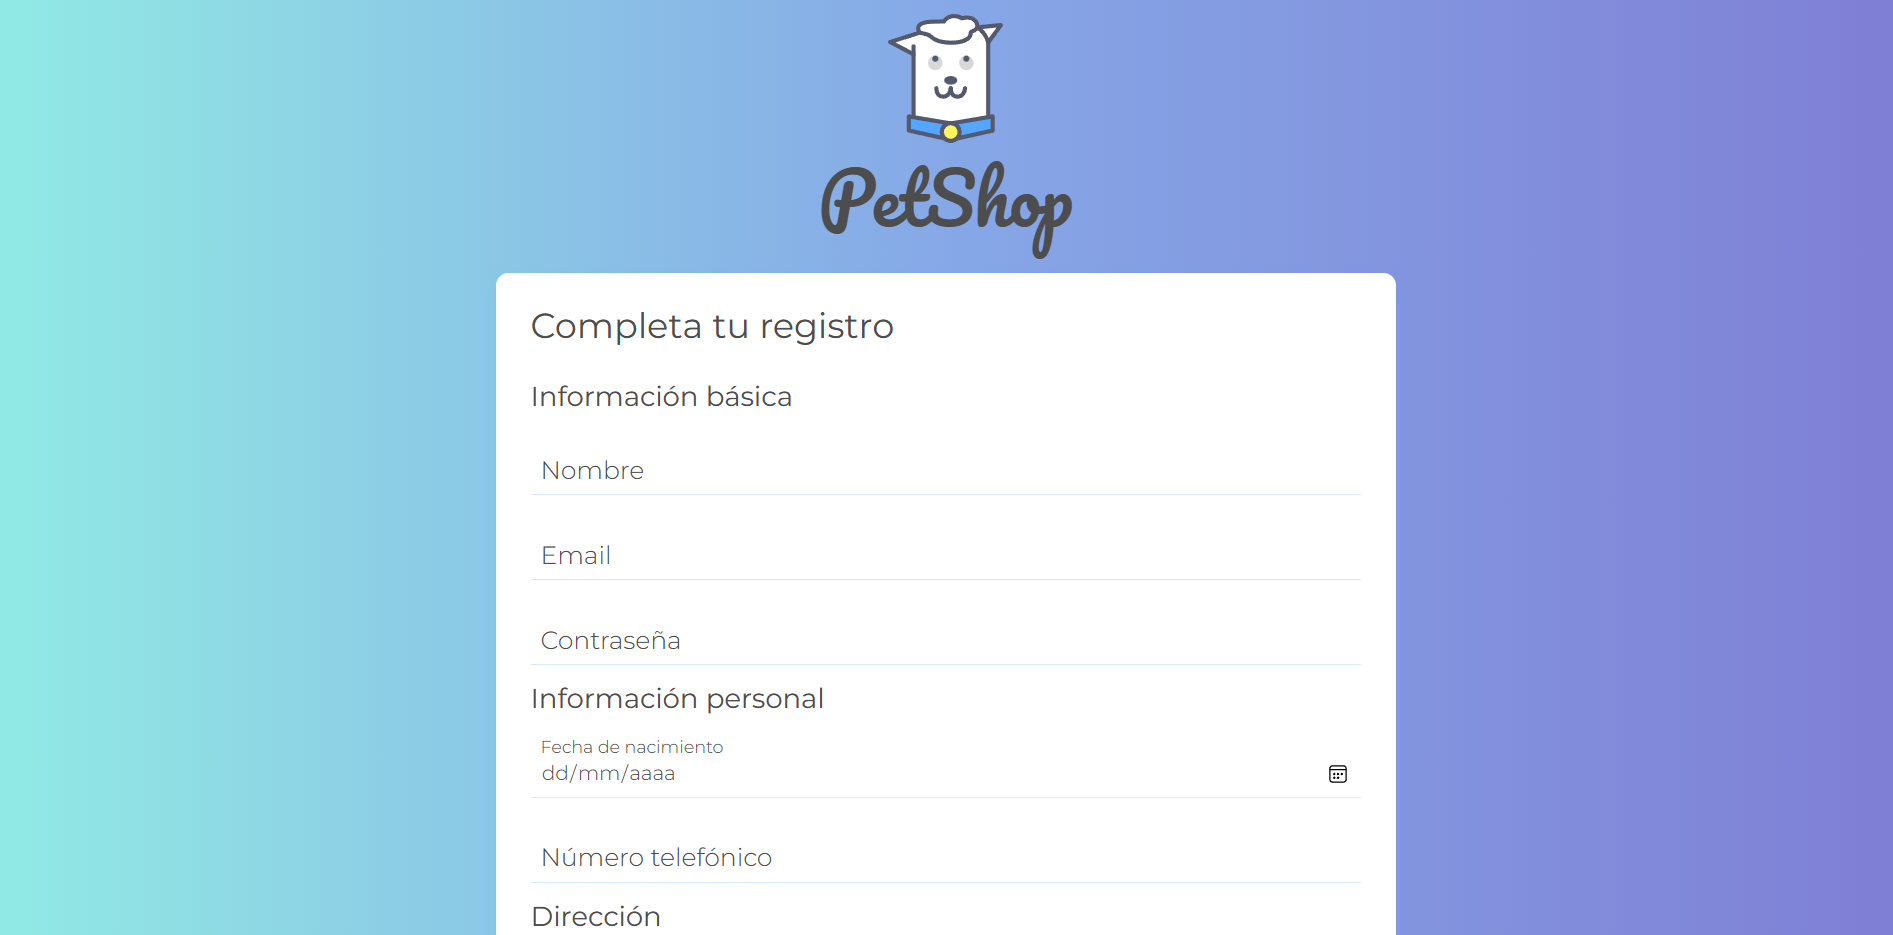 PetShop
Completa tu registro
Información básica
Nombre
Email
Contraseña
Información personal
Fecha de nacimiento
dd/mm/aaaa
Número telefónico
Dirección